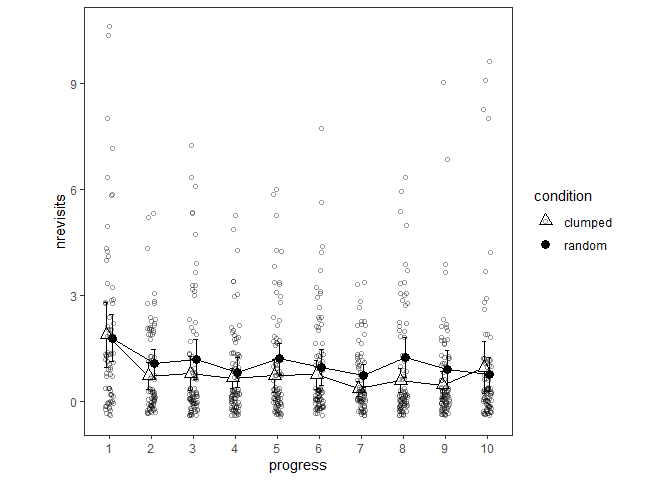 9
6
3
0
nrevisits
1 2 3 4 5 6 7 8 9 10
progress
condition
clumped
random